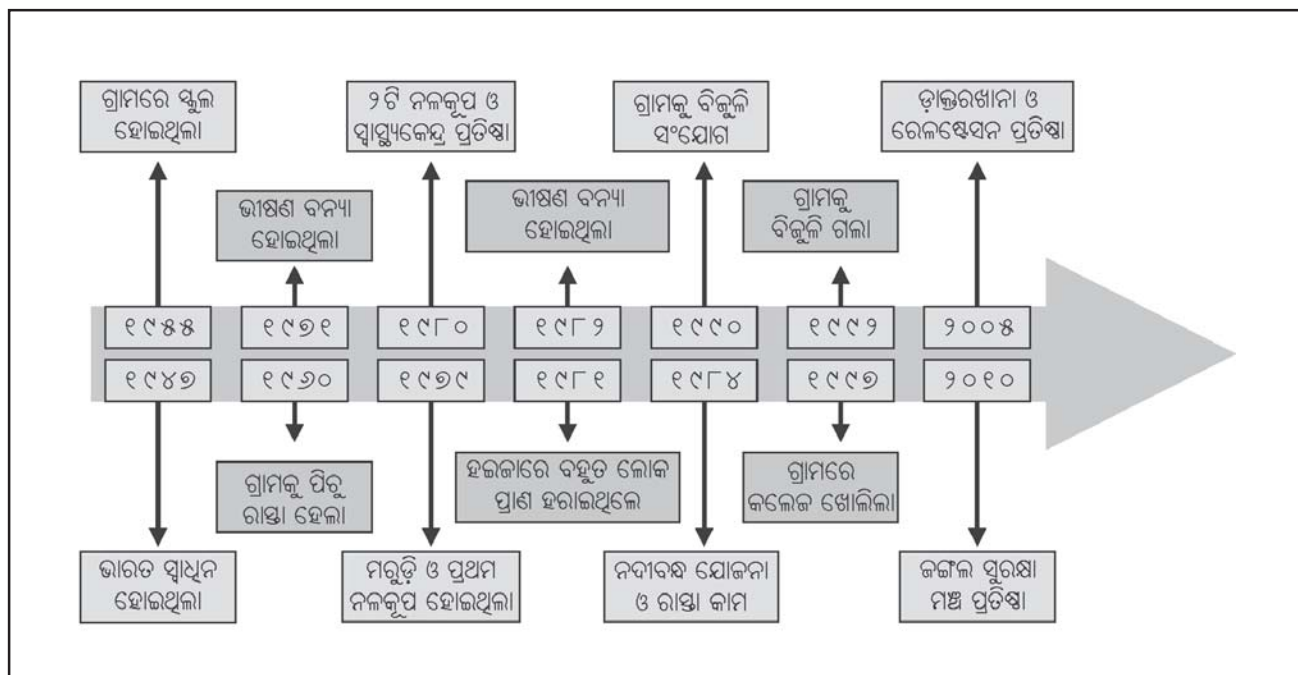 ଗ୍ରାମରେ ସ୍କୁଲ
ହୋଇଥିଲା
୨ଟି ନଳକୂପ ଓ
ସ୍ୱାସ୍ଥ୍ୟକେନ୍ଦ୍ର ପ୍ରତିଷ୍ଠା
ଗ୍ରାମକୁ ବିଜୁଳି
ସଂଯୋଗ
ଡ଼ାକ୍ତରଖାନା ଓ
ରେଳଷ୍ଟେସନ ପ୍ରତିଷ୍ଠା
ଭୀଷଣ ବନ୍ୟା
ହୋଇଥିଲା
ଭୀଷଣ ବନ୍ୟା
ହୋଇଥିଲା
ଗ୍ରାମକୁ
ବିଜୁଳି ଗଲା
୧୯୫୫
୧୯୭୧
୧୯୮୦
୧୯୮୨
୧୯୯୦
୧୯୯୨
୨୦୦୫
୧୯୪୭
୧୯୬୦
୧୯୭୯
୧୯୮୧
୧୯୮୪
୧୯୯୭
୨୦୧୦
ଗ୍ରାମକୁ ପିଚୁ
ରାସ୍ତା ହେଲା
ହଇଜାରେ ବହୁତ ଲୋକ
ପ୍ରାଣ ହରାଇଥିଲେ
ଗ୍ରାମରେ
କଲେଜ ଖୋଲିଲା
ଭାରତ ସ୍ୱାଧିନ
ହୋଇଥିଲା
ମରୁଡ଼ି ଓ ପ୍ରଥମ
ନଳକୂପ ହୋଇଥିଲା
ନଦୀବନ୍ଧ ଯୋଜନା
ଓ ରାସ୍ତା କାମ
ଜଙ୍ଗଲ ସୁରକ୍ଷା
ମଞ୍ଚ ପ୍ରତିଷ୍ଠା